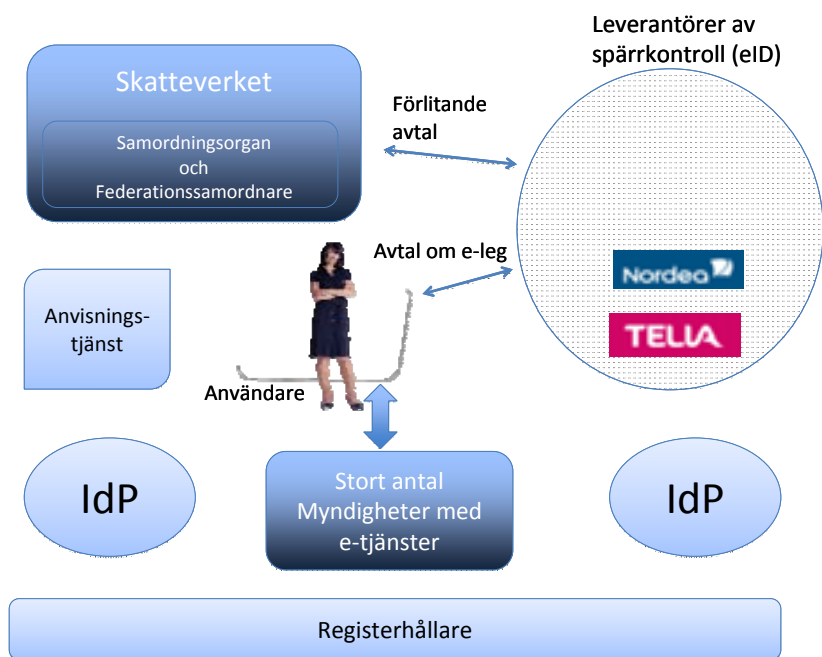 Leverantörer av
spärrkontroll (eID)
Skatteverket
Samordningsorgan
och
Federationssamordnare
Förlitande
avtal
Avtal om e-leg
Nordea
TELIA
Anvisnings-
tjänst
Användare
IdP
Stort antal
Myndigheter med
e-tjänster
IdP
Registerhållare